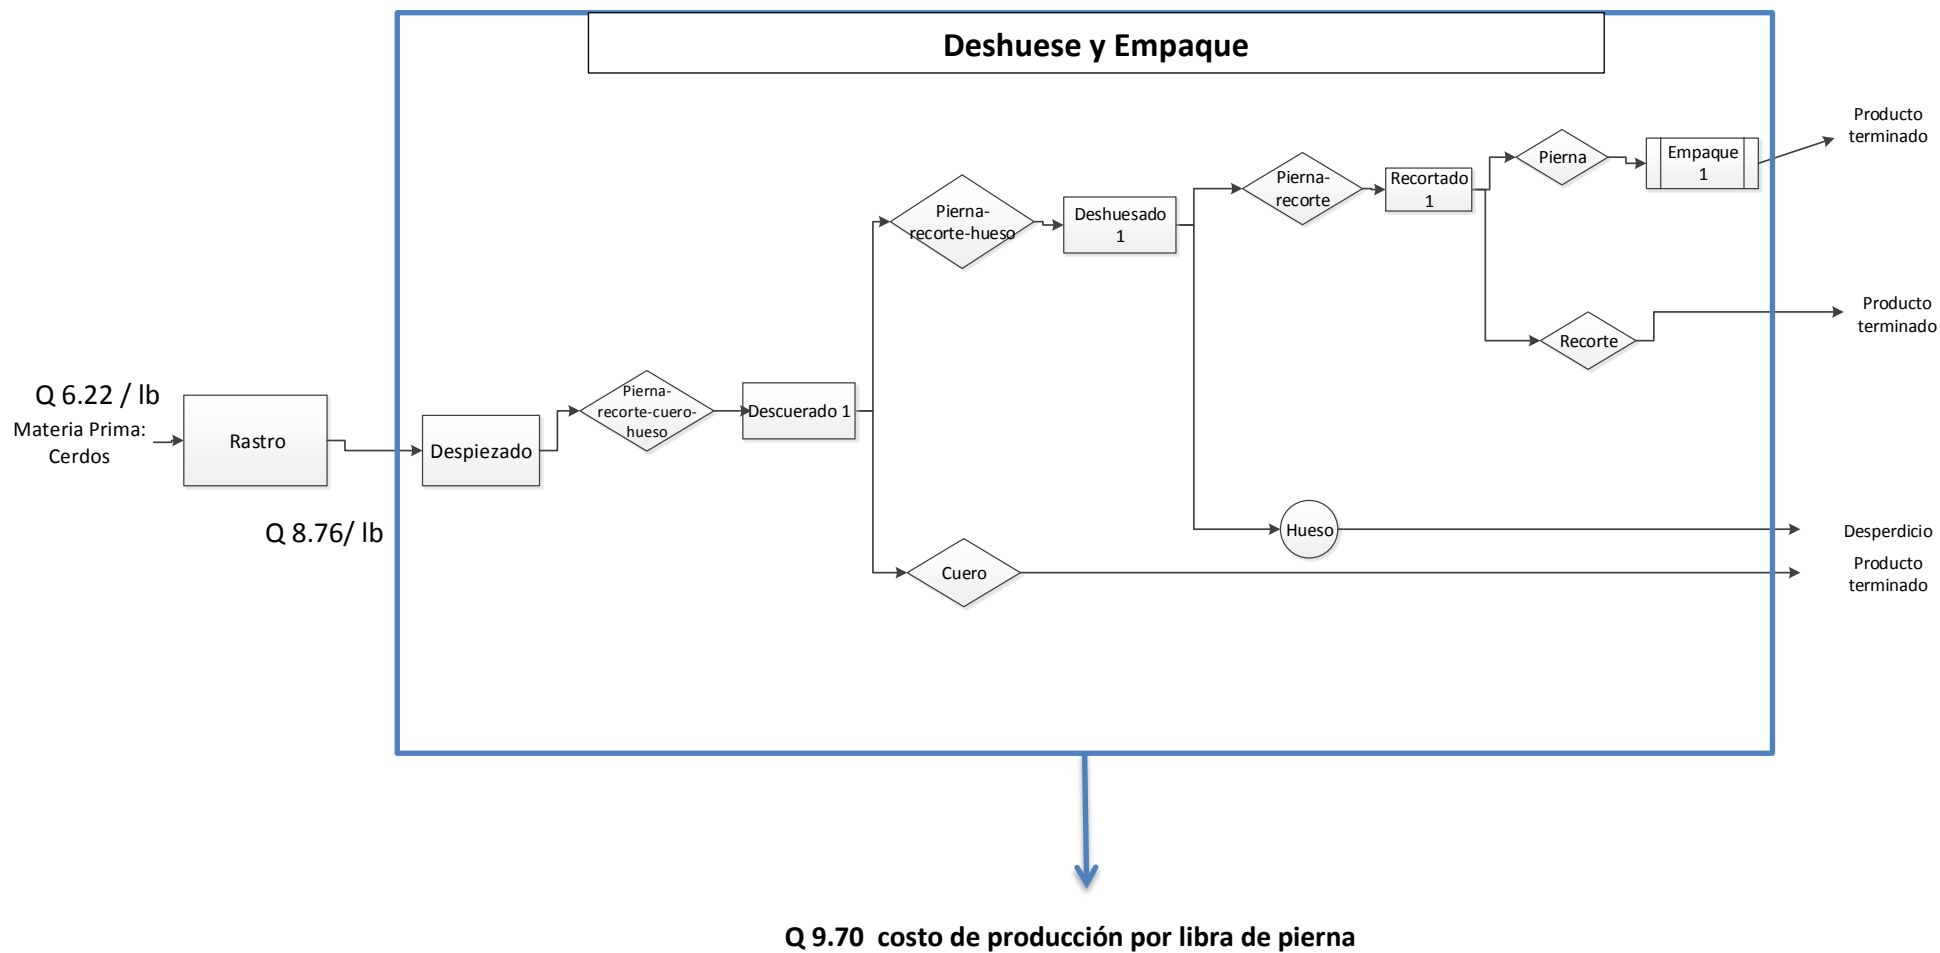 Deshuese y Empaque
Q 6.22 / lb
Materia Prima:
Cerdos
Rastro
Q 8.76/ lb
Despiezado
Pierna-
recorte-cuero-
hueso
Descuerado 1
Pierna-
recorte-hueso
Deshuesado
1
Pierna-
recorte
Recortado
1
Pierna
Empaque
1
Producto
terminado
Recorte
Producto
terminado
Hueso
Desperdicio
Cuero
Producto
terminado
Q 9.70 costo de producción por libra de pierna